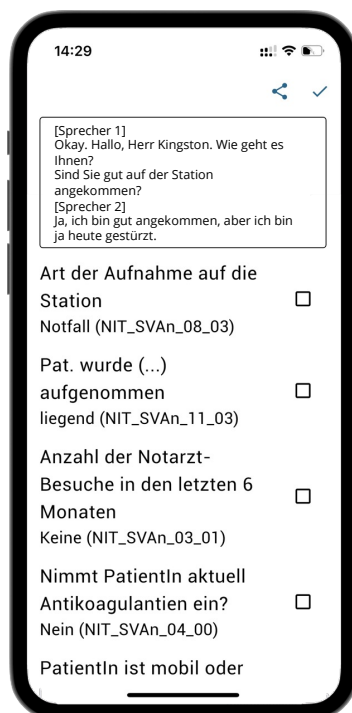 14:29
[Sprecher 1]
Okay. Hallo, Herr Kingston. Wie geht es
Ihnen?
Sind Sie gut auf der Station
angekommen?
[Sprecher 2]
Ja, ich bin gut angekommen, aber ich bin
ja heute gestürzt.
Art der Aufnahme auf die
Station
Notfall (NIT_SVAn_08_03)
Pat. wurde (...)
aufgenommen
liegend (NIT_SVAn_11_03)
Anzahl der Notarzt-
Besuche in den letzten 6
Monaten
Keine (NIT_SVAn_03_01)
Nimmt PatientIn aktuell
Antikoagulantien ein?
Nein (NIT_SVAn_04_00)
PatientIn ist mobil oder